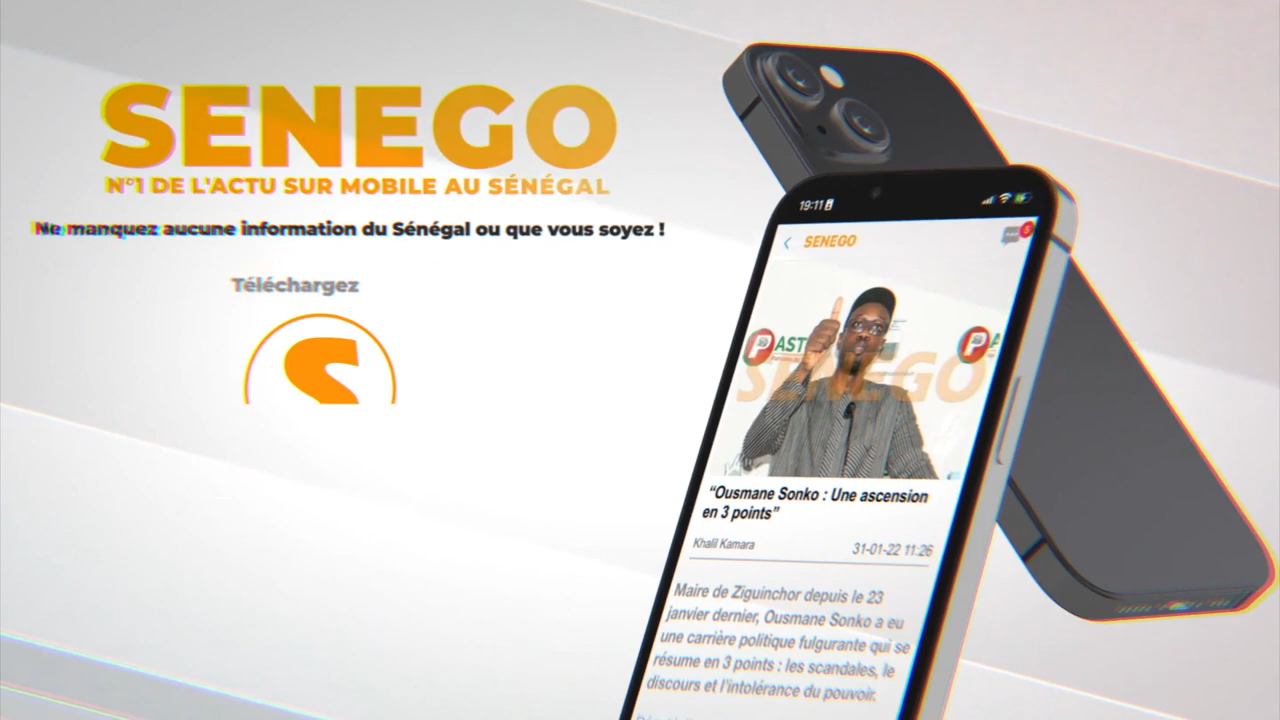 SENEGO
N°1 DE L'ACTU SUR MOBILE AU SÉNÉGAL
Ne manquez aucune information du Sénégal ou que vous soyez !
Téléchargez
S
19:11
SENEGO
5
PAST
P A
SENEGO
“Ousmane Sonko : Une ascension
en 3 points”
Khalil Kamara
31-01-22 11:26
Maire de Ziguinchor depuis le 23
janvier dernier, Ousmane Sonko a eu
une carrière politique fulgurante qui se
résume en 3 points : les scandales, le
discours et l'intolérance du pouvoir.